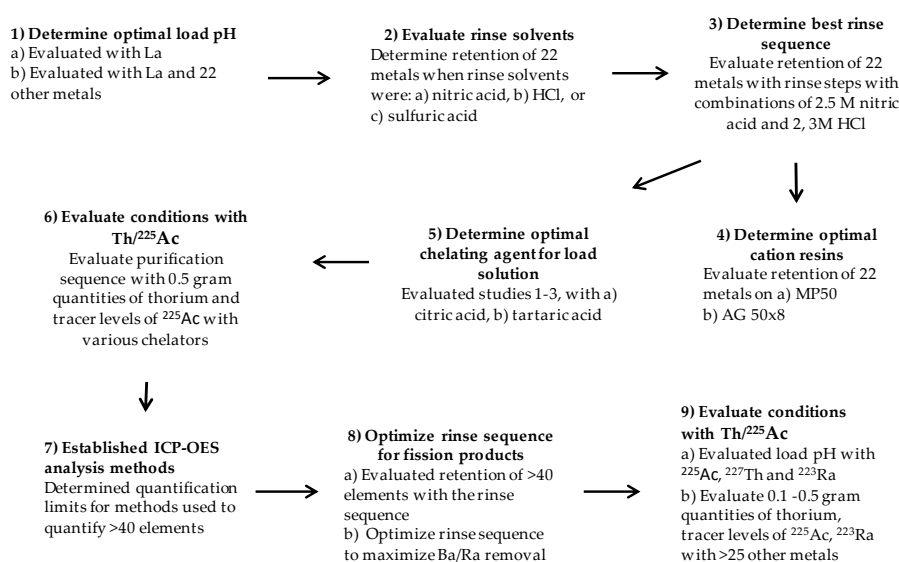 1) Determine optimal load pH
a) Evaluated with La
b) Evaluated with La and 22
other metals
2) Evaluate rinse solvents
Determine retention of 22
metals when rinse solvents
were: a) nitric acid, b) HCl, or
c) sulfuric acid
3) Determine best rinse
sequence
Evaluate retention of 22
metals with rinse steps with
combinations of 2.5 M nitric
acid and 2, 3M HCl
4) Determine optimal
cation resins
Evaluate retention of 22
metals on a) MP50
b) AG 50x8
5) Determine optimal
chelating agent for load
solution
Evaluated studies 1-3, with a)
citric acid, b) tartaric acid
6) Evaluate conditions with
Th/²²⁵Ac
Evaluate purification
sequence with 0.5 gram
quantities of thorium and
tracer levels of ²²⁵Ac with
various chelators
7) Established ICP-OES
analysis methods
Determined quantification
limits for methods used to
quantify >40 elements
8) Optimize rinse sequence
for fission products
a) Evaluated retention of >40
elements with the rinse
sequence
b) Optimize rinse sequence
to maximize Ba/Ra removal
9) Evaluate conditions
with Th/²²⁵Ac
a) Evaluated load pH with
²²⁵Ac, ²²⁷Th and ²²³Ra
b) Evaluate 0.1 -0.5 gram
quantities of thorium,
tracer levels of ²²⁵Ac, ²²³Ra
with >25 other metals